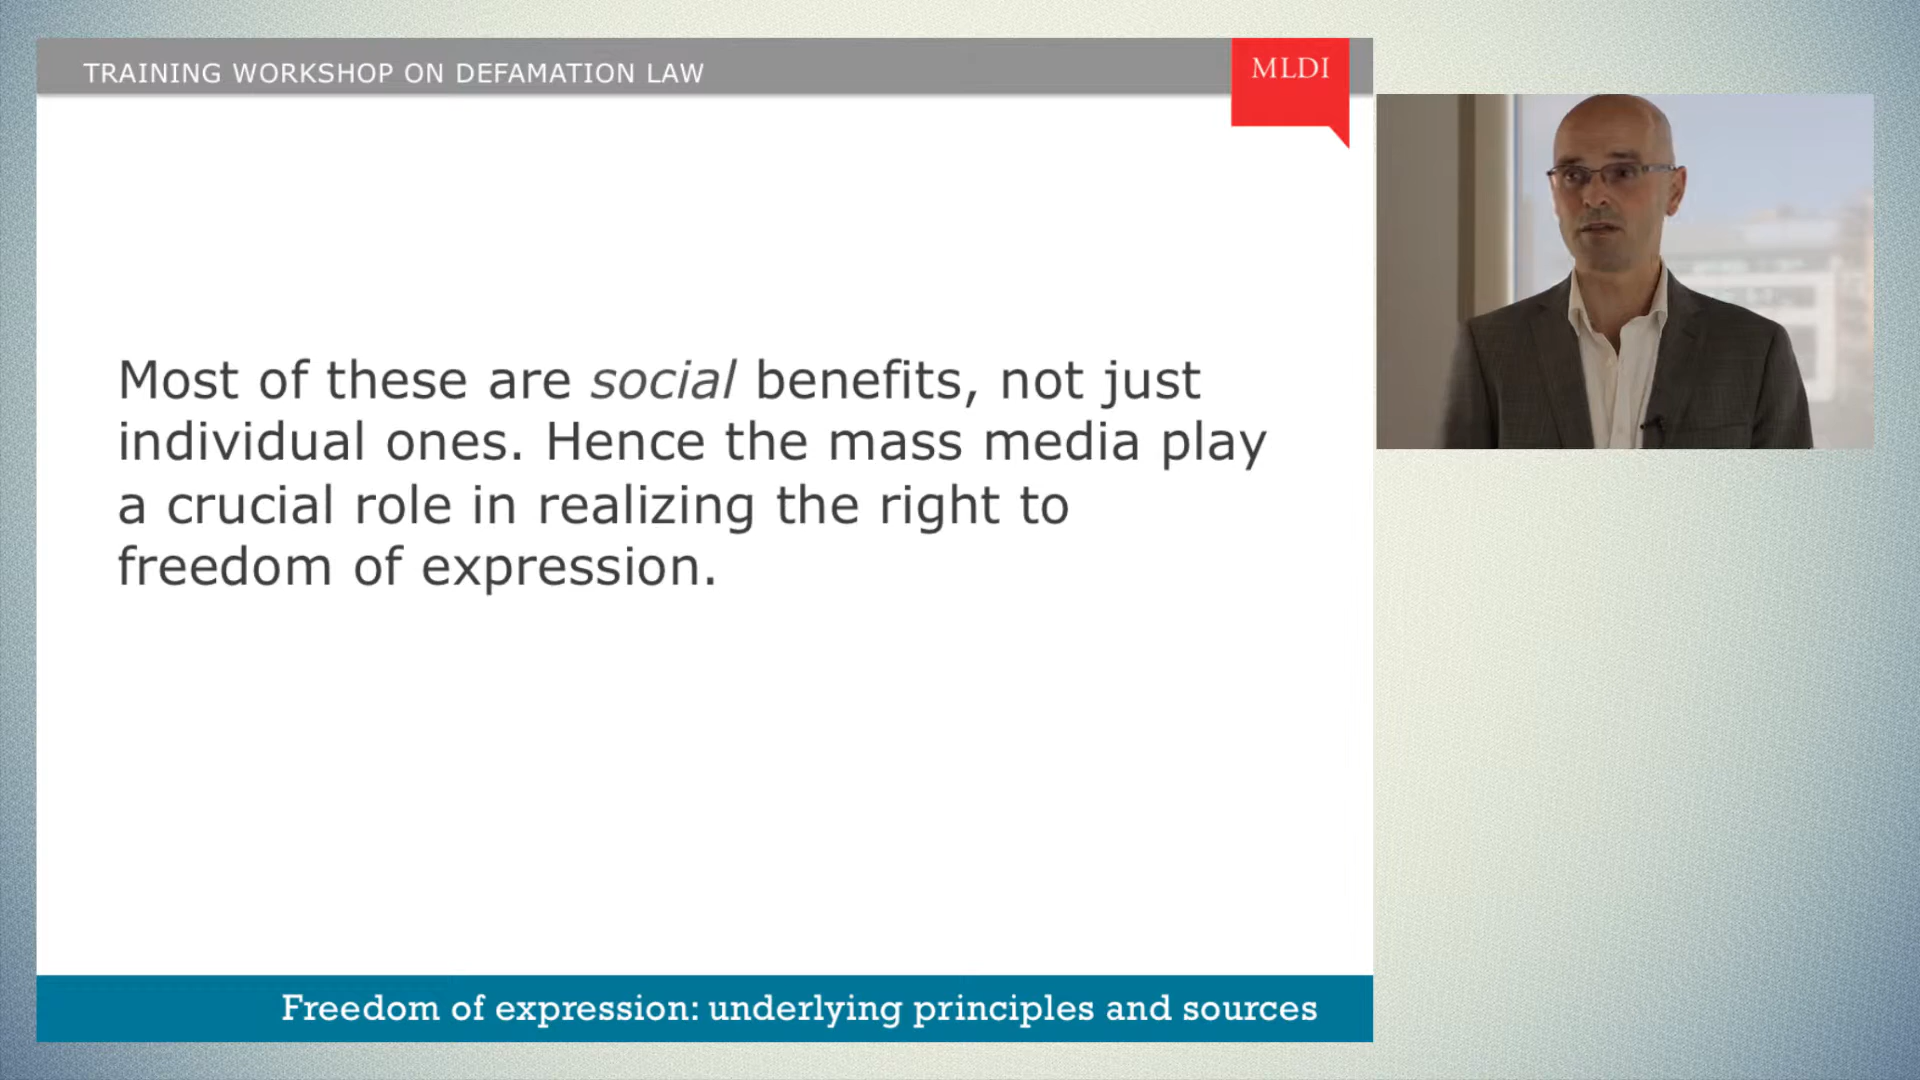 TRAINING WORKSHOP ON DEFAMATION LAW
MLDI
Most of these are social benefits, not just
individual ones. Hence the mass media play
a crucial role in realizing the right to
freedom of expression.
Freedom of expression: underlying principles and sources